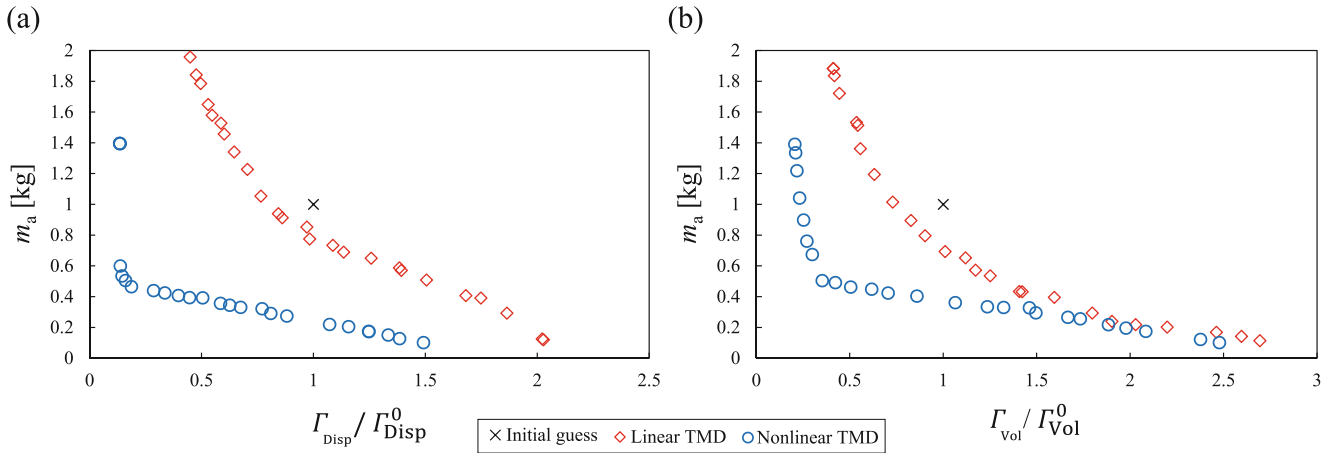 (a)
2
1.8
1.6
1.4
1.2
1
0.8
0.6
0.4
0.2
0
m_a [kg]
0 0.5 1 1.5 2 2.5
Γ_Disp / Γ^0_Disp
(b)
2
1.8
1.6
1.4
1.2
1
0.8
0.6
0.4
0.2
0
m_a [kg]
0 0.5 1 1.5 2 2.5 3
Γ_Vol / Γ^0_Vol
Initial guess Linear TMD Nonlinear TMD